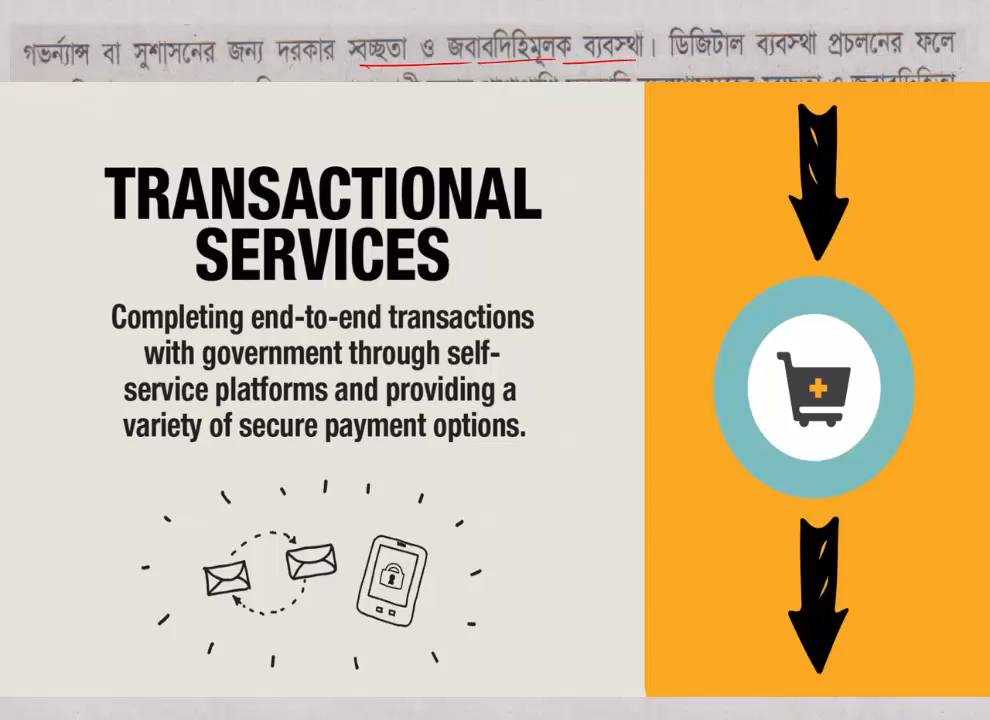 গভর্ন্যান্স বা সুশাসনের জন্য দরকার স্বচ্ছতা ও জবাবদিহিমূলক ব্যবস্থা। ডিজিটাল ব্যবস্থা প্রচলনের ফলে
TRANSACTIONAL
SERVICES
Completing end-to-end transactions
with government through self-
service platforms and providing a
variety of secure payment options.